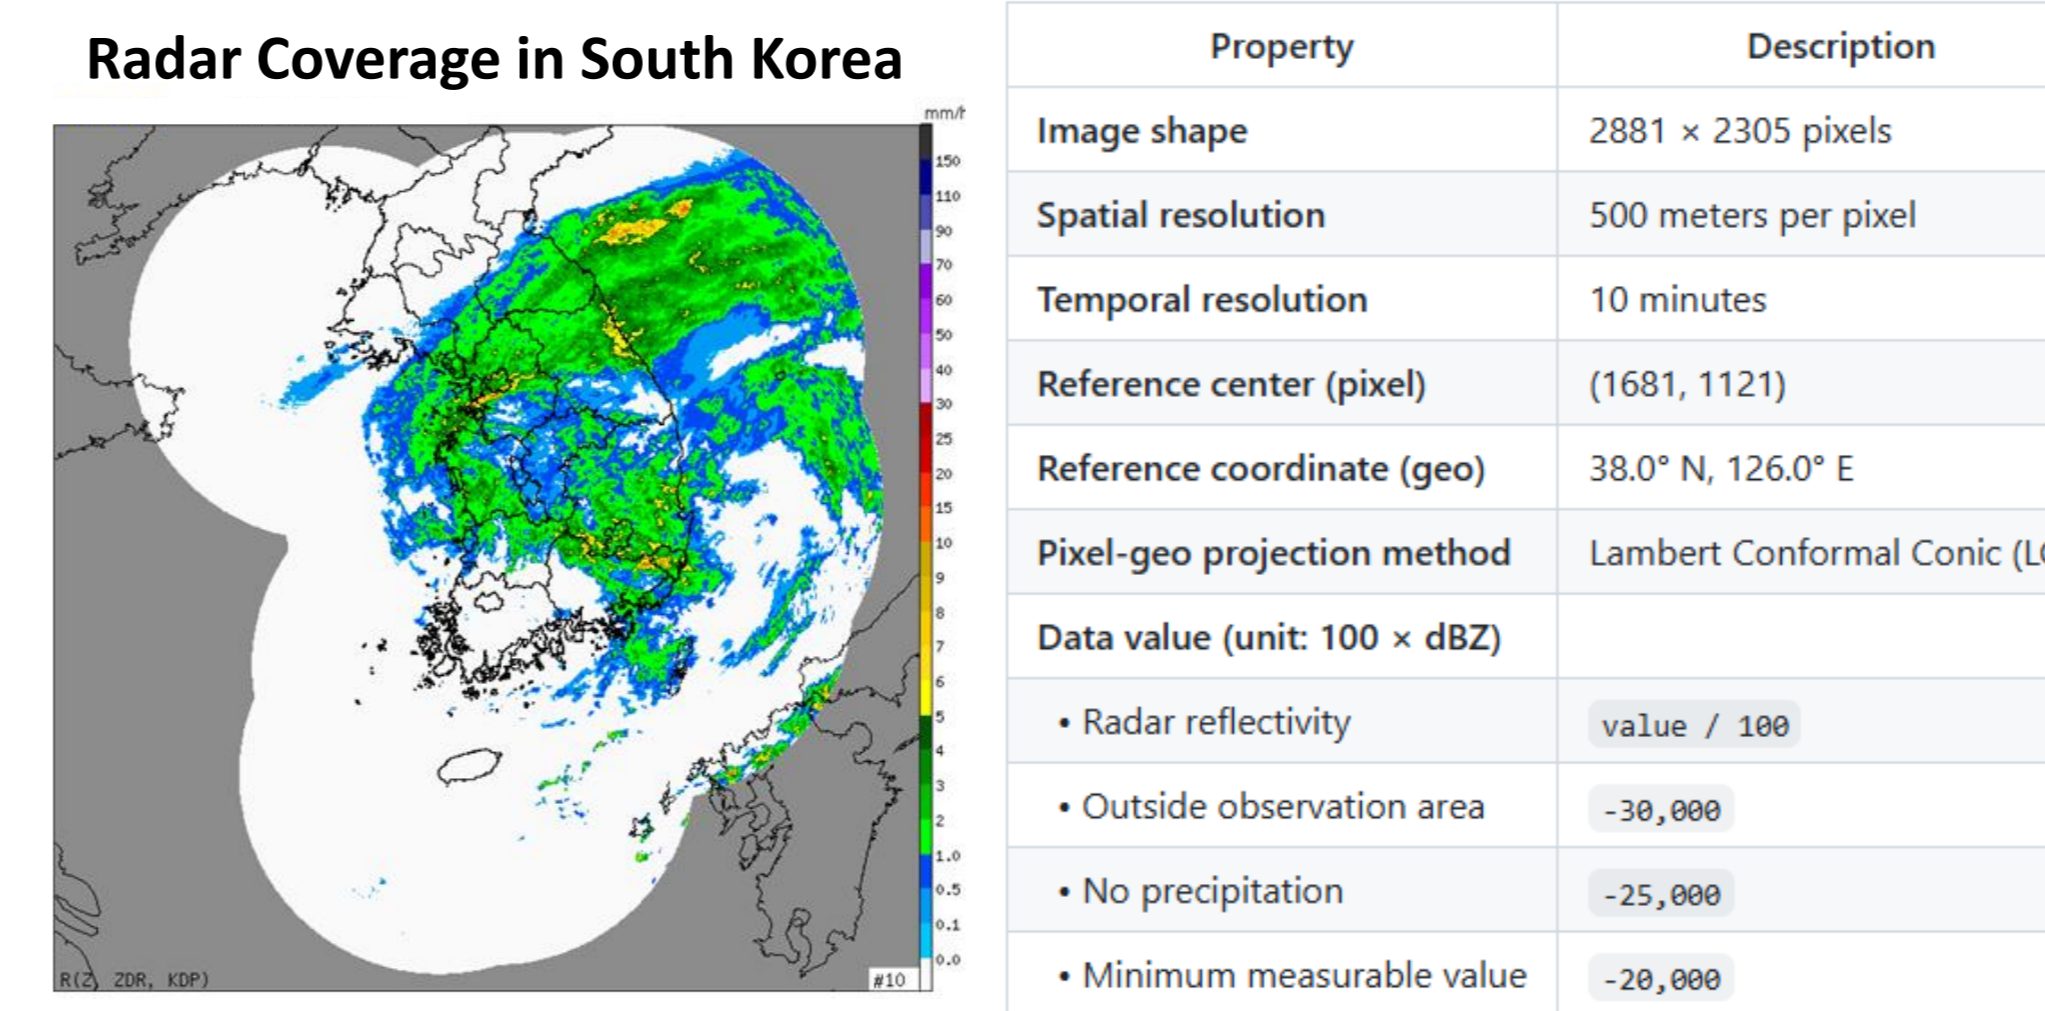 Radar Coverage in South Korea
mm/h
150
110
90
70
60
50
40
30
25
20
15
10
9
8
7
6
5
4
3
2
1.0
0.5
0.1
0.0
R(Z, ZDR, KDP)
#10
Property Description
Image shape 2881 × 2305 pixels
Spatial resolution 500 meters per pixel
Temporal resolution 10 minutes
Reference center (pixel) (1681, 1121)
Reference coordinate (geo) 38.0° N, 126.0° E
Pixel-geo projection method Lambert Conformal Conic (LC
Data value (unit: 100 × dBZ)
• Radar reflectivity value / 100
• Outside observation area -30,000
• No precipitation -25,000
• Minimum measurable value -20,000